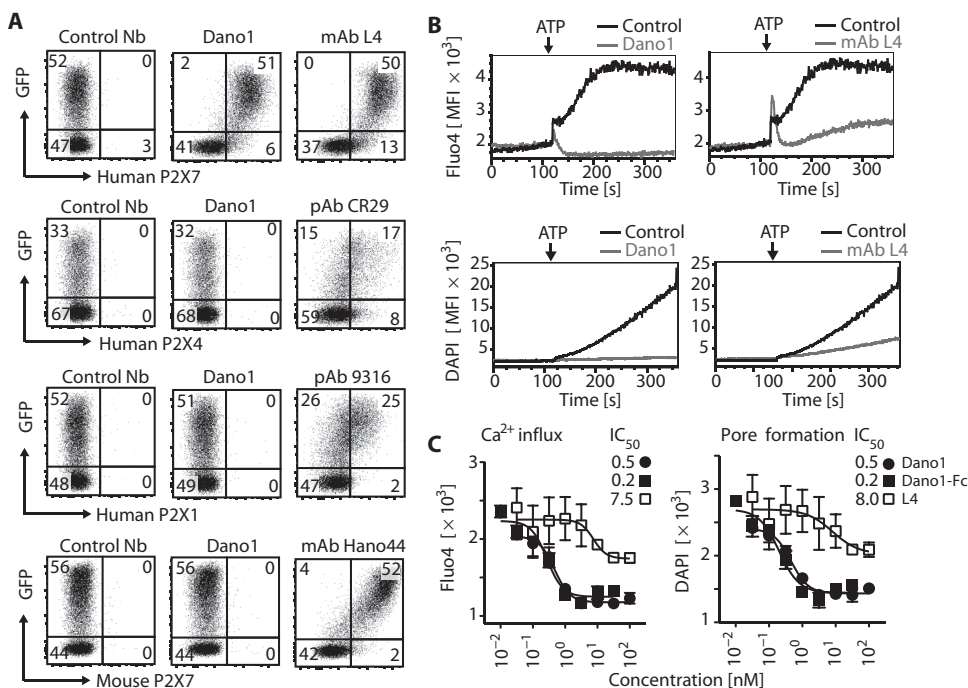 A
Control Nb
Dano1
mAb L4
52
0
2
51
0
50
47
3
41
6
37
13
GFP
Human P2X7
Control Nb
Dano1
pAb CR29
33
0
32
0
15
17
67
0
68
0
59
8
GFP
Human P2X4
Control Nb
Dano1
pAb 9316
52
0
51
0
26
25
48
0
49
0
47
2
GFP
Human P2X1
Control Nb
Dano1
mAb Hano44
56
0
56
0
4
52
44
0
44
0
42
2
GFP
Mouse P2X7
B
ATP
Control
Dano1
Fluo4 [ MFI × 10³)
4
3
2
0 100 200 300
Time [s]
ATP
Control
mAb L4
4
3
2
0 100 200 300
Time [s]
ATP
Control
Dano1
DAPI [ MFI × 10³)
25
20
15
10
5
0 100 200 300
Time [s]
ATP
Control
mAb L4
25
20
15
10
5
0 100 200 300
Time [s]
C
Ca²⁺ influx
IC₅₀
0.5
0.2
7.5
Fluo4 [ × 10³)
3
2
1
10⁻² 10⁻¹ 10⁰ 10¹ 10²
Pore formation
IC₅₀
0.5 Dano1
0.2 Dano1-Fc
8.0 L4
DAPI [ × 10³)
3
2
1
10⁻² 10⁻¹ 10⁰ 10¹ 10²
Concentration [nM]